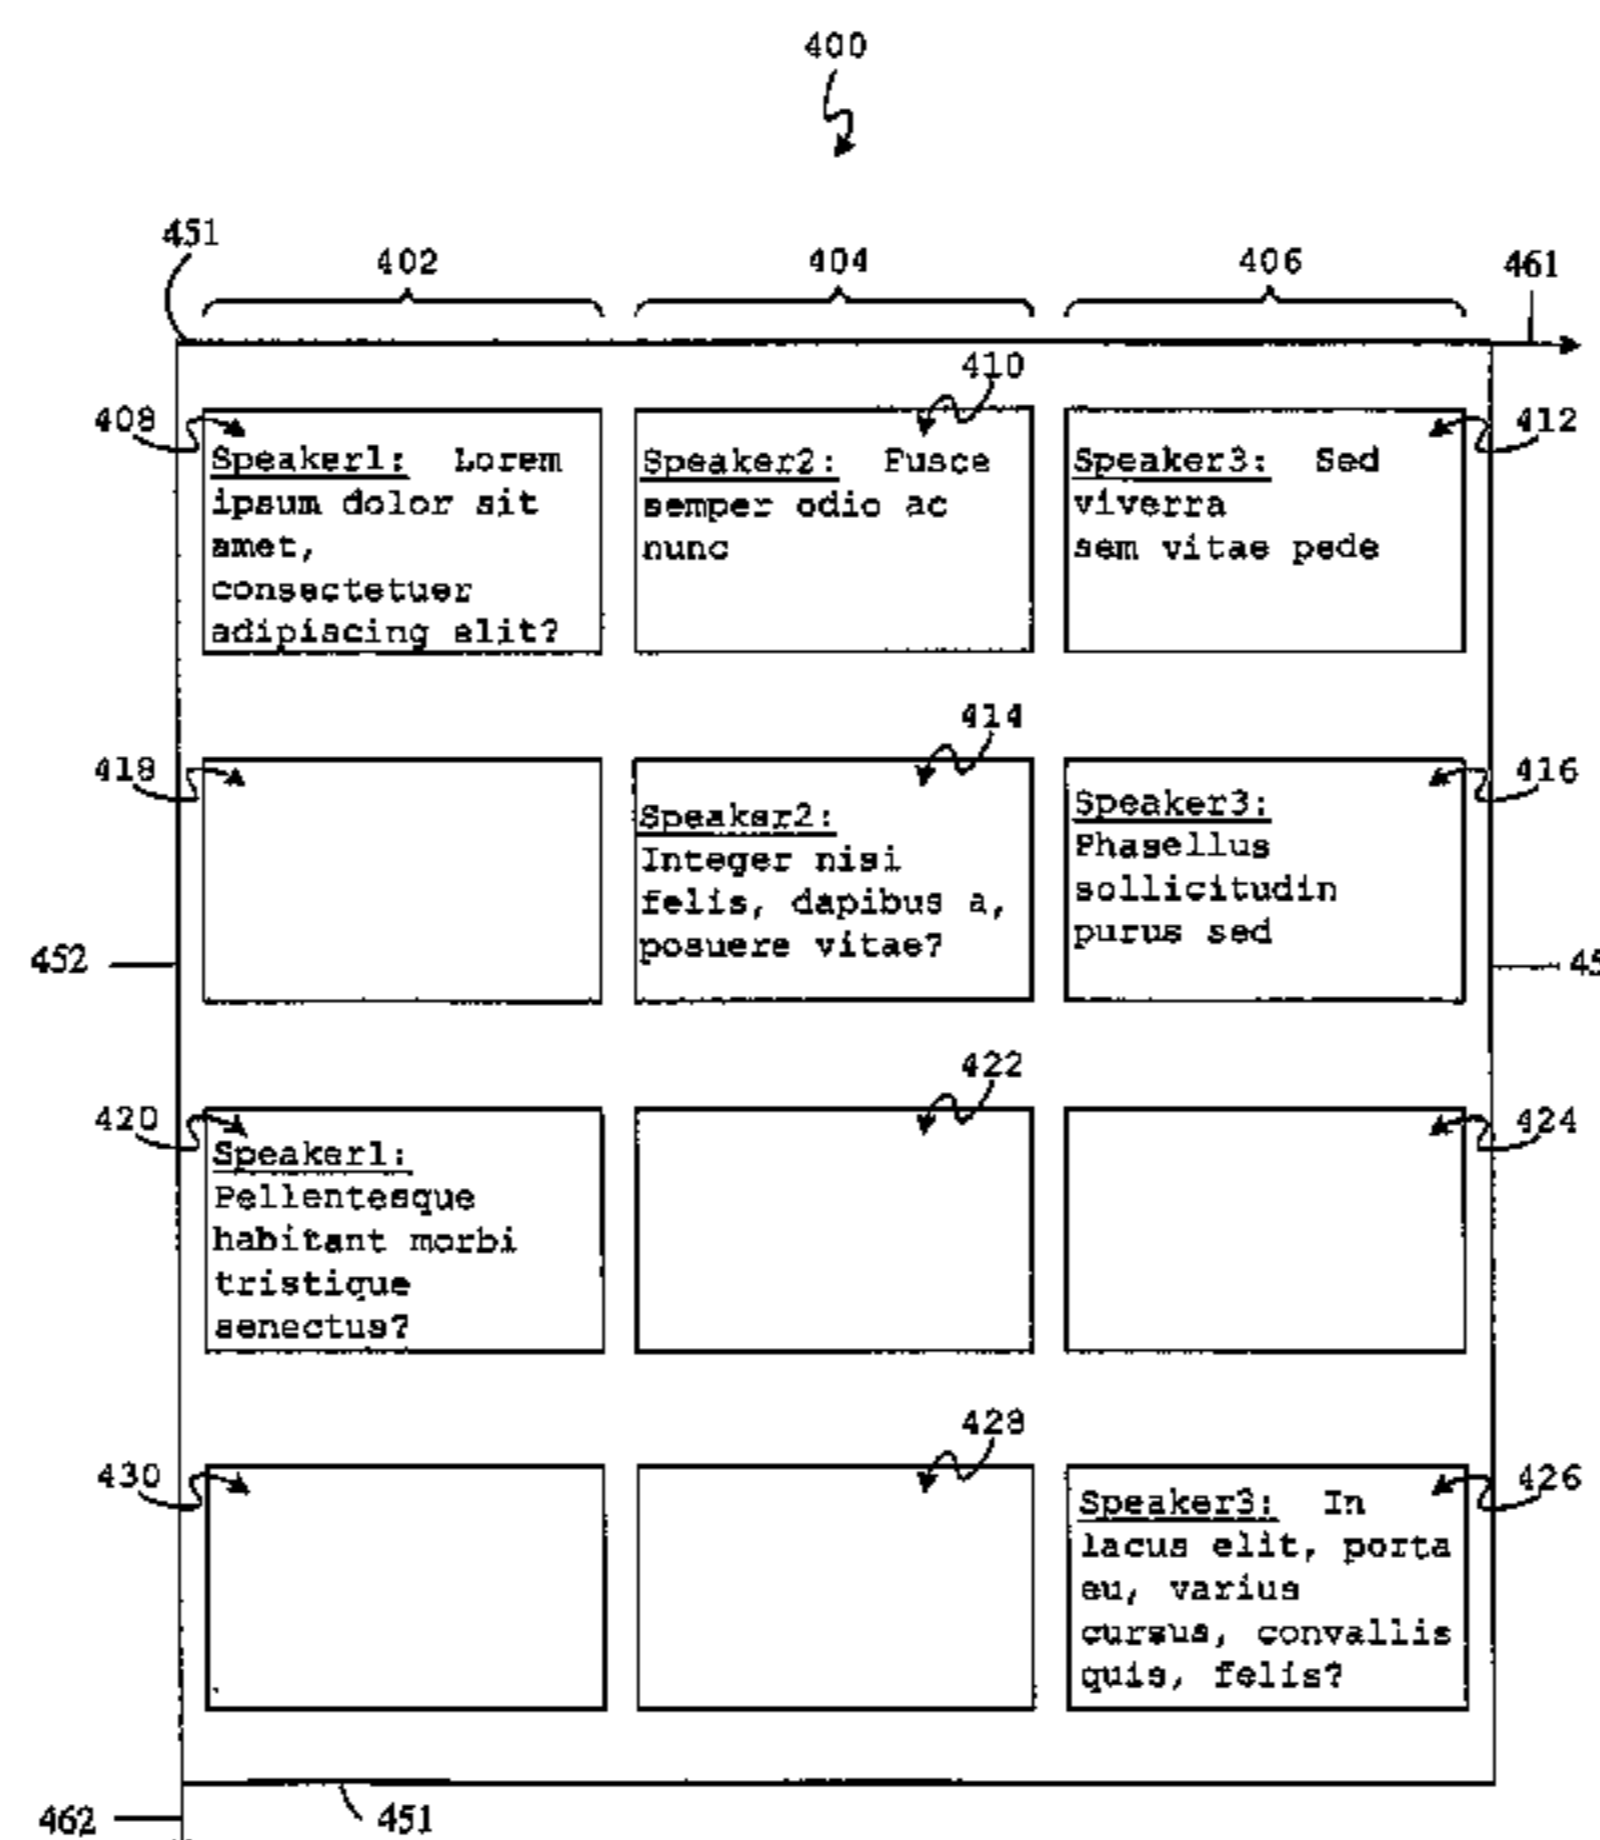 400
451
402
404
406
461
410
408
412
Speaker1: Lorem
ipsum dolor sit
amet,
consectetuer
adipiscing elit?
Speaker2: Fusce
semper odio ac
nunc
Speaker3: Sed
viverra
sem vitae pede
414
418
416
Speaker2:
Integer nisi
felis, dapibus a,
posuere vitae?
Speaker3:
Phasellus
sollicitudin
purus sed
452
422
420
424
Speaker1:
Pellentesque
habitant morbi
tristique
senectus?
428
430
426
Speaker3: In
lacus elit, porta
eu, varius
cursus, convallis
quis, felis?
462
451